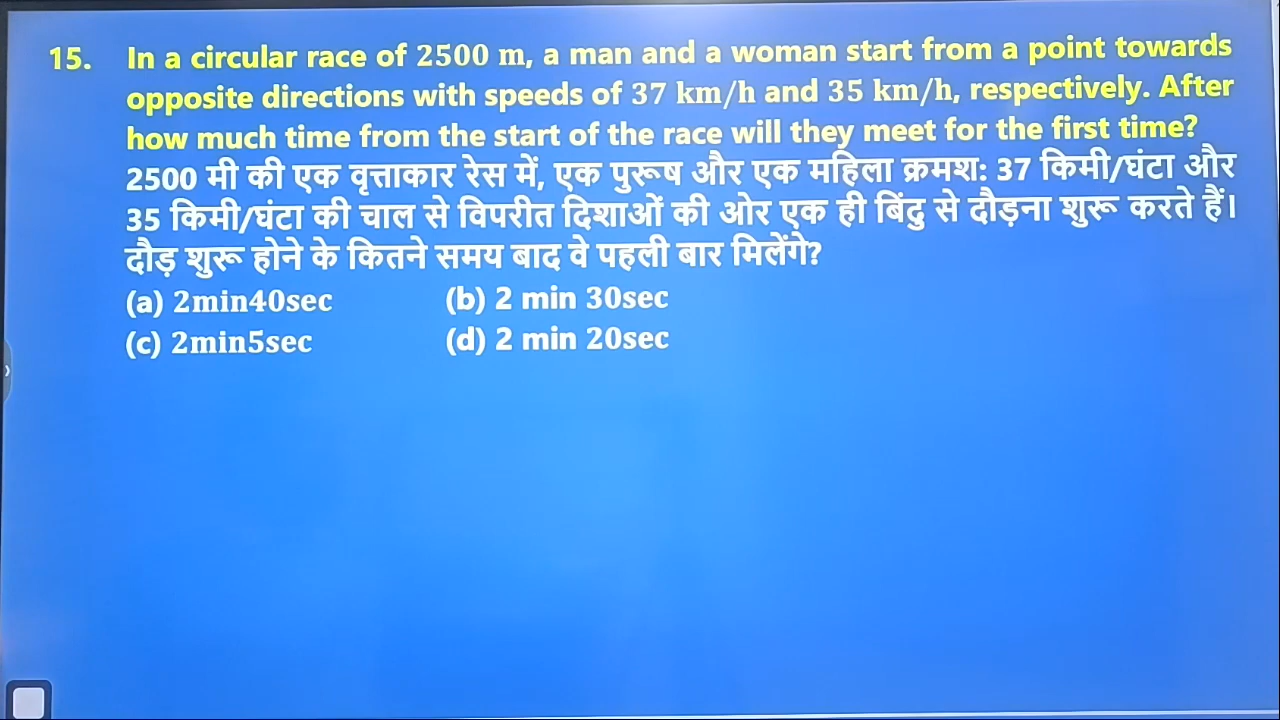 15. In a circular race of 2500 m, a man and a woman start from a point towards
opposite directions with speeds of 37 km/h and 35 km/h, respectively. After
how much time from the start of the race will they meet for the first time?
2500 मी की एक वृत्ताकार रेस में, एक पुरूष और एक महिला क्रमश: 37 किमी/घंटा और
35 किमी/घंटा की चाल से विपरीत दिशाओं की ओर एक ही बिंदु से दौड़ना शुरू करते हैं।
दौड़ शुरू होने के कितने समय बाद वे पहली बार मिलेंगे?
(a) 2min40sec (b) 2 min 30sec
(c) 2min5sec (d) 2 min 20sec